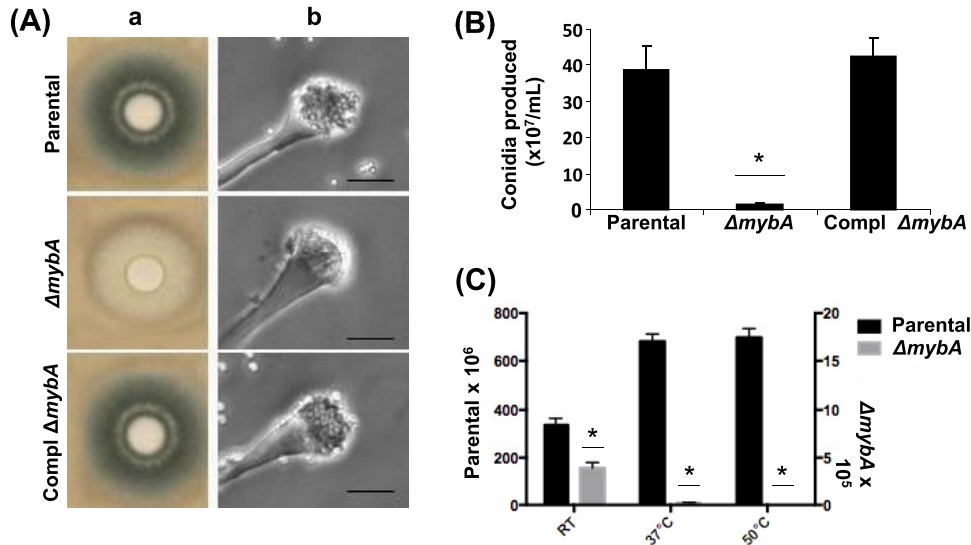 (A)
a
b
Parental
ΔmybA
Compl ΔmybA
(B)
Conidia produced
(x10⁷/mL)
50
40
30
20
10
0
*
Parental
ΔmybA
Compl ΔmybA
(C)
Parental x 10⁶
800
600
400
200
0
*
*
*
20
15
10
5
0
ΔmybA x
10⁵
RT
37°C
50°C
Parental
ΔmybA